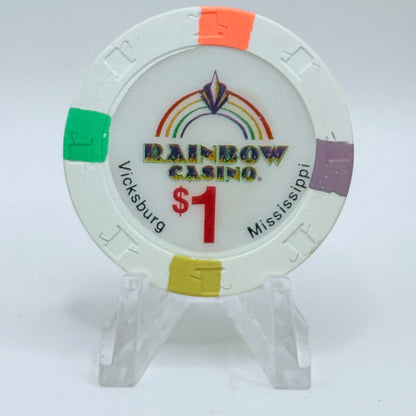 RAINBOW
CASINO.
$1
Vicksburg
Mississippi